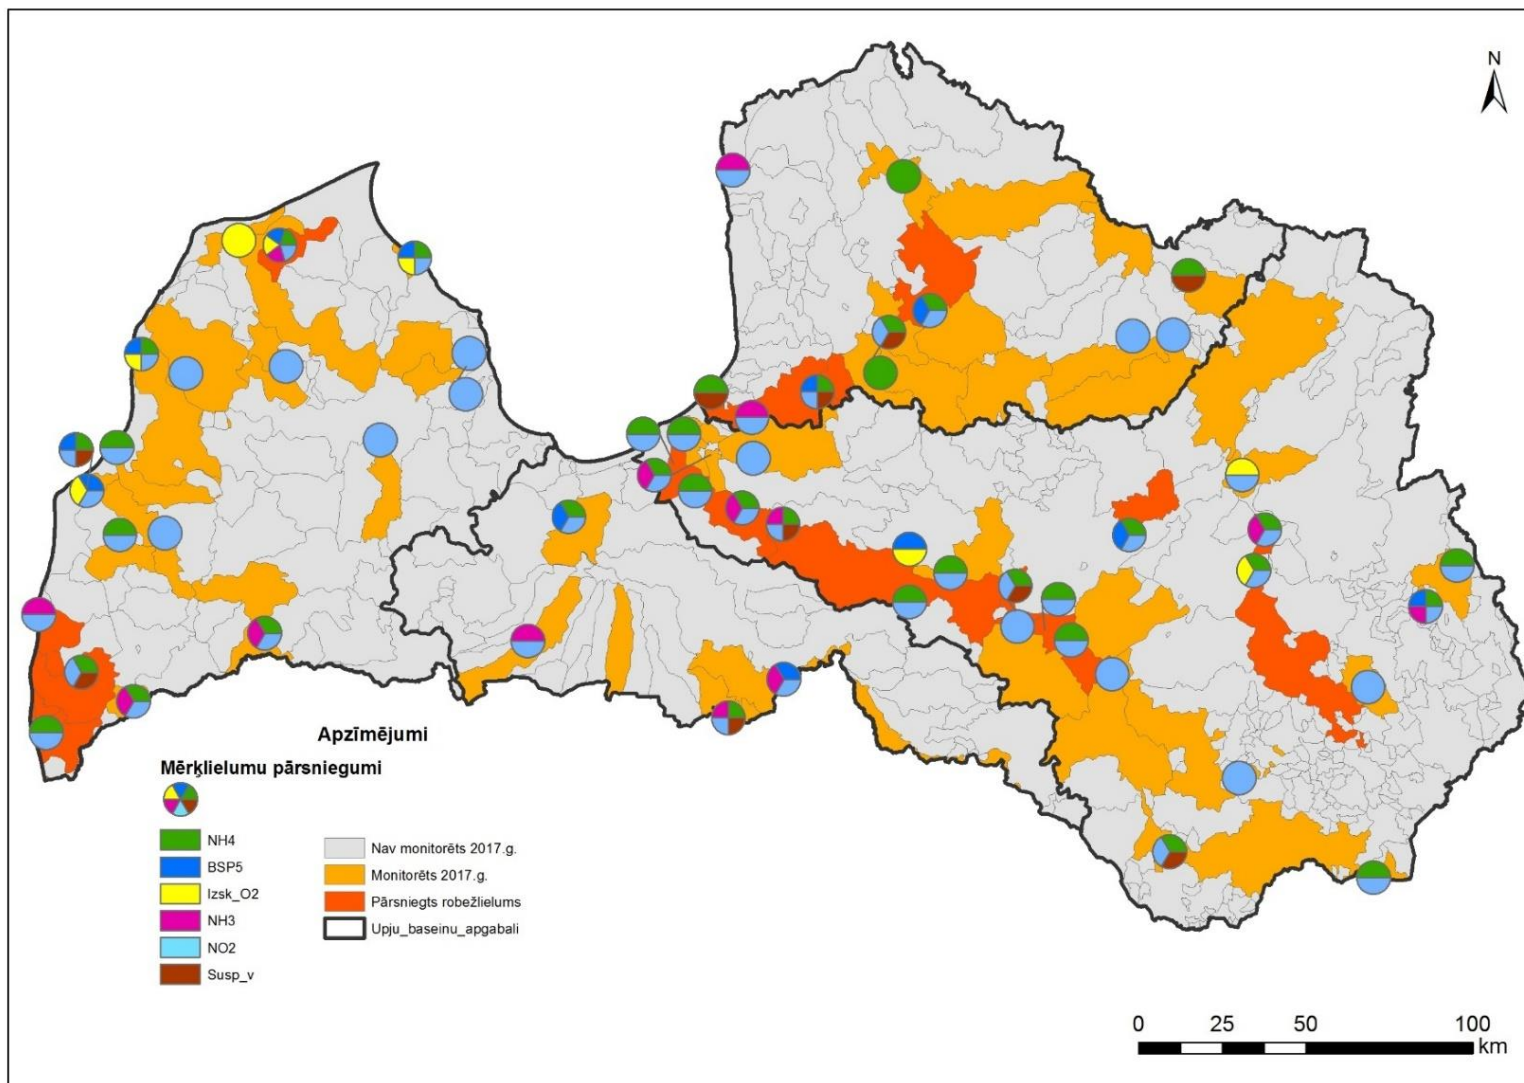 N
Apzīmējumi
Mērķlielumu pārsniegumi
NH4
BSP5
Izsk_O2
NH3
NO2
Susp_v
Nav monitorēts 2017.g.
Monitorēts 2017.g.
Pārsniegts robežlielums
Upju_baseinu_apgabali
0 25 50 100
km